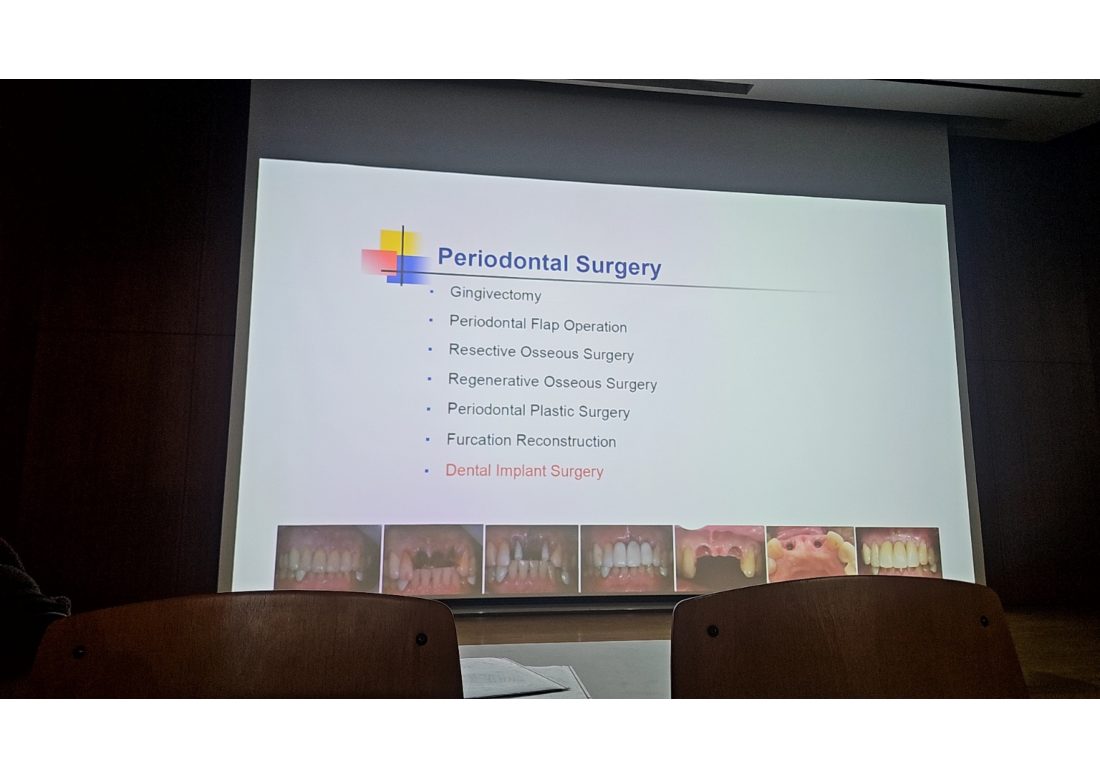 Periodontal Surgery
Gingivectomy
Periodontal Flap Operation
Resective Osseous Surgery
Regenerative Osseous Surgery
Periodontal Plastic Surgery
Furcation Reconstruction
Dental Implant Surgery